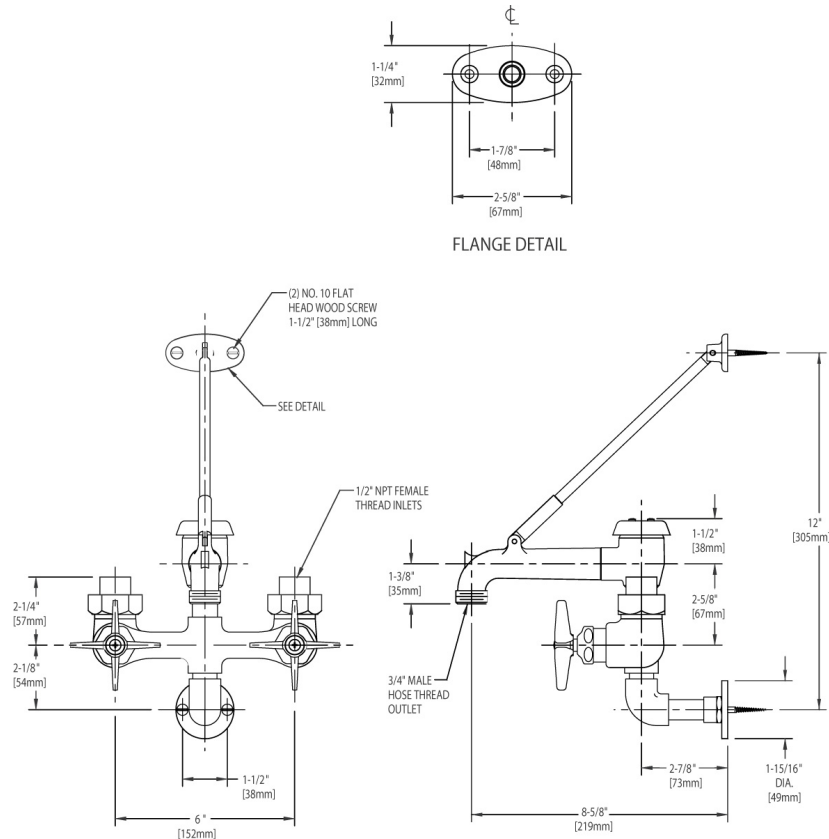 ℄
1-1/4"
[32mm]
1-7/8"
[48mm]
2-5/8"
[67mm]
FLANGE DETAIL
(2) NO. 10 FLAT
HEAD WOOD SCREW
1-1/2" [38mm] LONG
SEE DETAIL
1/2" NPT FEMALE
THREAD INLETS
2-1/4"
[57mm]
2-1/8"
[54mm]
1-1/2"
[38mm]
6"
[152mm]
12"
[305mm]
1-1/2"
[38mm]
1-3/8"
[35mm]
2-5/8"
[67mm]
3/4" MALE
HOSE THREAD
OUTLET
2-7/8"
[73mm]
1-15/16"
DIA.
[49mm]
8-5/8"
[219mm]